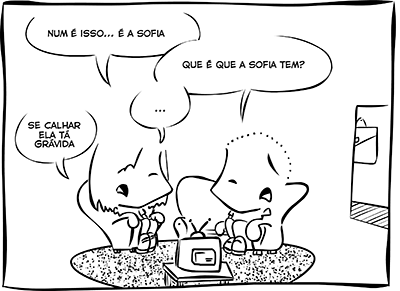 NUM É ISSO... É A SOFIA
QUE É QUE A SOFIA TEM?
...
SE CALHAR
ELA TÁ
GRÁVIDA